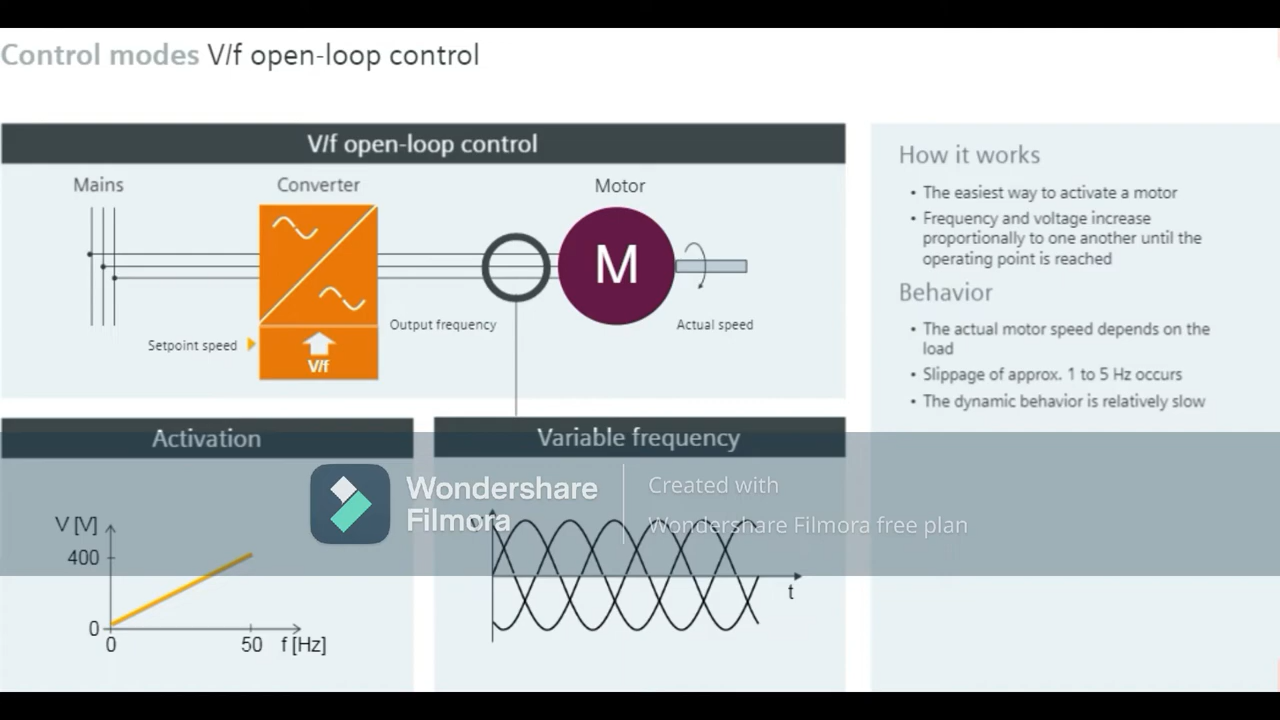 Control modes V/f open-loop control
V/f open-loop control
Mains
Converter
Motor
M
Setpoint speed
V/f
Output frequency
Actual speed
How it works
• The easiest way to activate a motor
• Frequency and voltage increase
proportionally to one another until the
operating point is reached
Behavior
• The actual motor speed depends on the
load
• Slippage of approx. 1 to 5 Hz occurs
• The dynamic behavior is relatively slow
Activation
V [V]
400
0
0
50
f [Hz]
Variable frequency
t
Wondershare
Filmora
Created with
Wondershare Filmora free plan